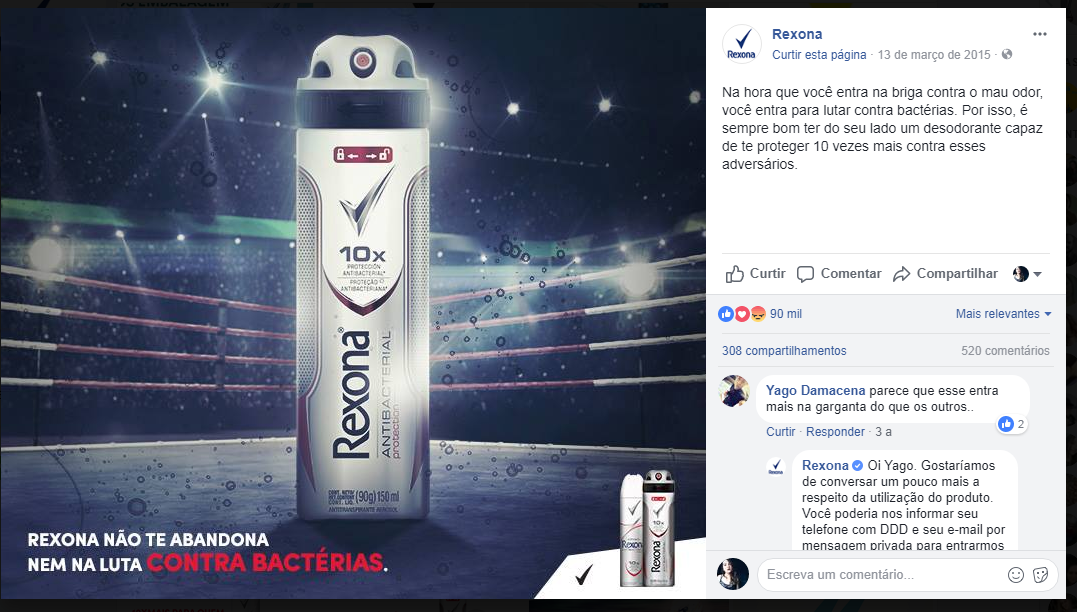 10x
PROTECCIÓN
ANTIBACTERIAL*
PROTEÇÃO
ANTIBACTERIANA*
Rexona®
ANTIBACTERIAL
protection
(90g) 150 ml
ANTITRANSPIRANTE AEROSOL
REXONA NÃO TE ABANDONA
NEM NA LUTA CONTRA BACTÉRIAS.
Rexona
10x
Rexona
Rexona
Rexona
Curtir esta página · 13 de março de 2015 ·
Na hora que você entra na briga contra o mau odor,
você entra para lutar contra bactérias. Por isso, é
sempre bom ter do seu lado um desodorante capaz
de te proteger 10 vezes mais contra esses
adversários.
Curtir Comentar Compartilhar
90 mil Mais relevantes
308 compartilhamentos 520 comentários
Yago Damacena parece que esse entra
mais na garganta do que os outros..
2
Curtir · Responder · 3 a
Rexona Oi Yago. Gostaríamos
de conversar um pouco mais a
respeito da utilização do produto.
Você poderia nos informar seu
telefone com DDD e seu e-mail por
mensagem privada para entrarmos
Escreva um comentário...